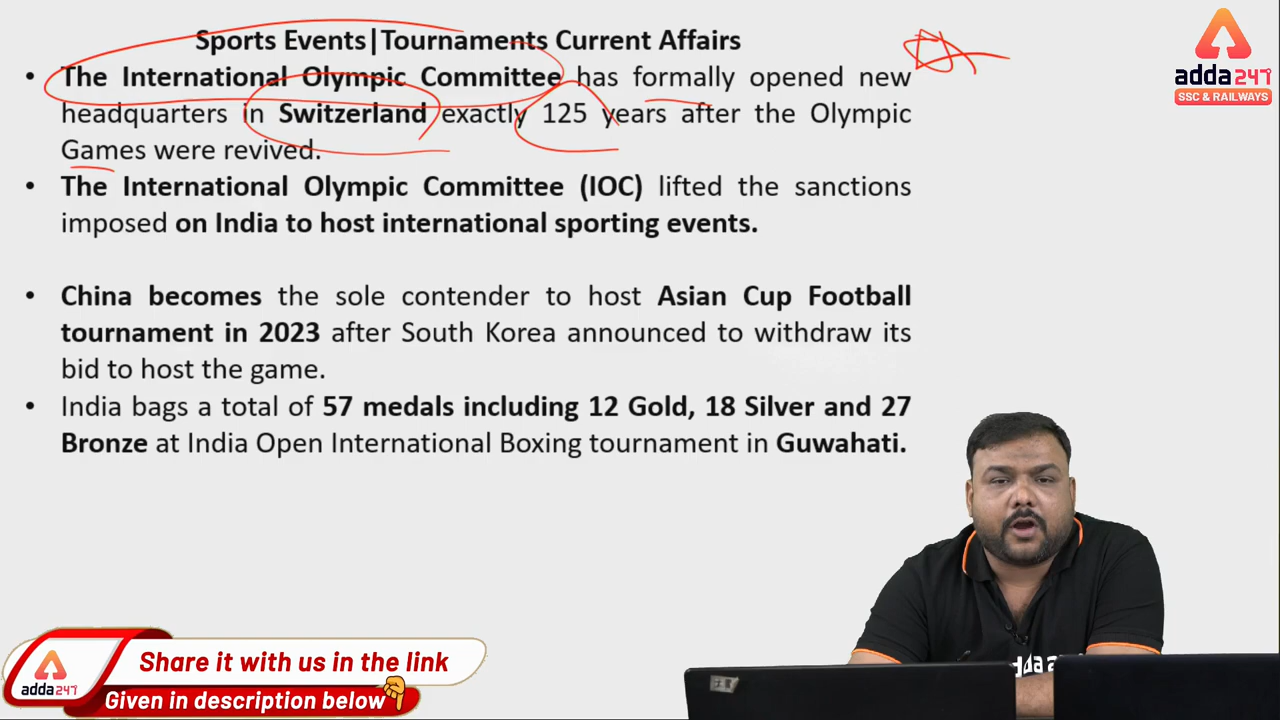 Sports Events|Tournaments Current Affairs
• The International Olympic Committee has formally opened new
headquarters in Switzerland exactly 125 years after the Olympic
Games were revived.
• The International Olympic Committee (IOC) lifted the sanctions
imposed on India to host international sporting events.
• China becomes the sole contender to host Asian Cup Football
tournament in 2023 after South Korea announced to withdraw its
bid to host the game.
• India bags a total of 57 medals including 12 Gold, 18 Silver and 27
Bronze at India Open International Boxing tournament in Guwahati.
adda247
SSC & RAILWAYS
adda247
Share it with us in the link
Given in description below